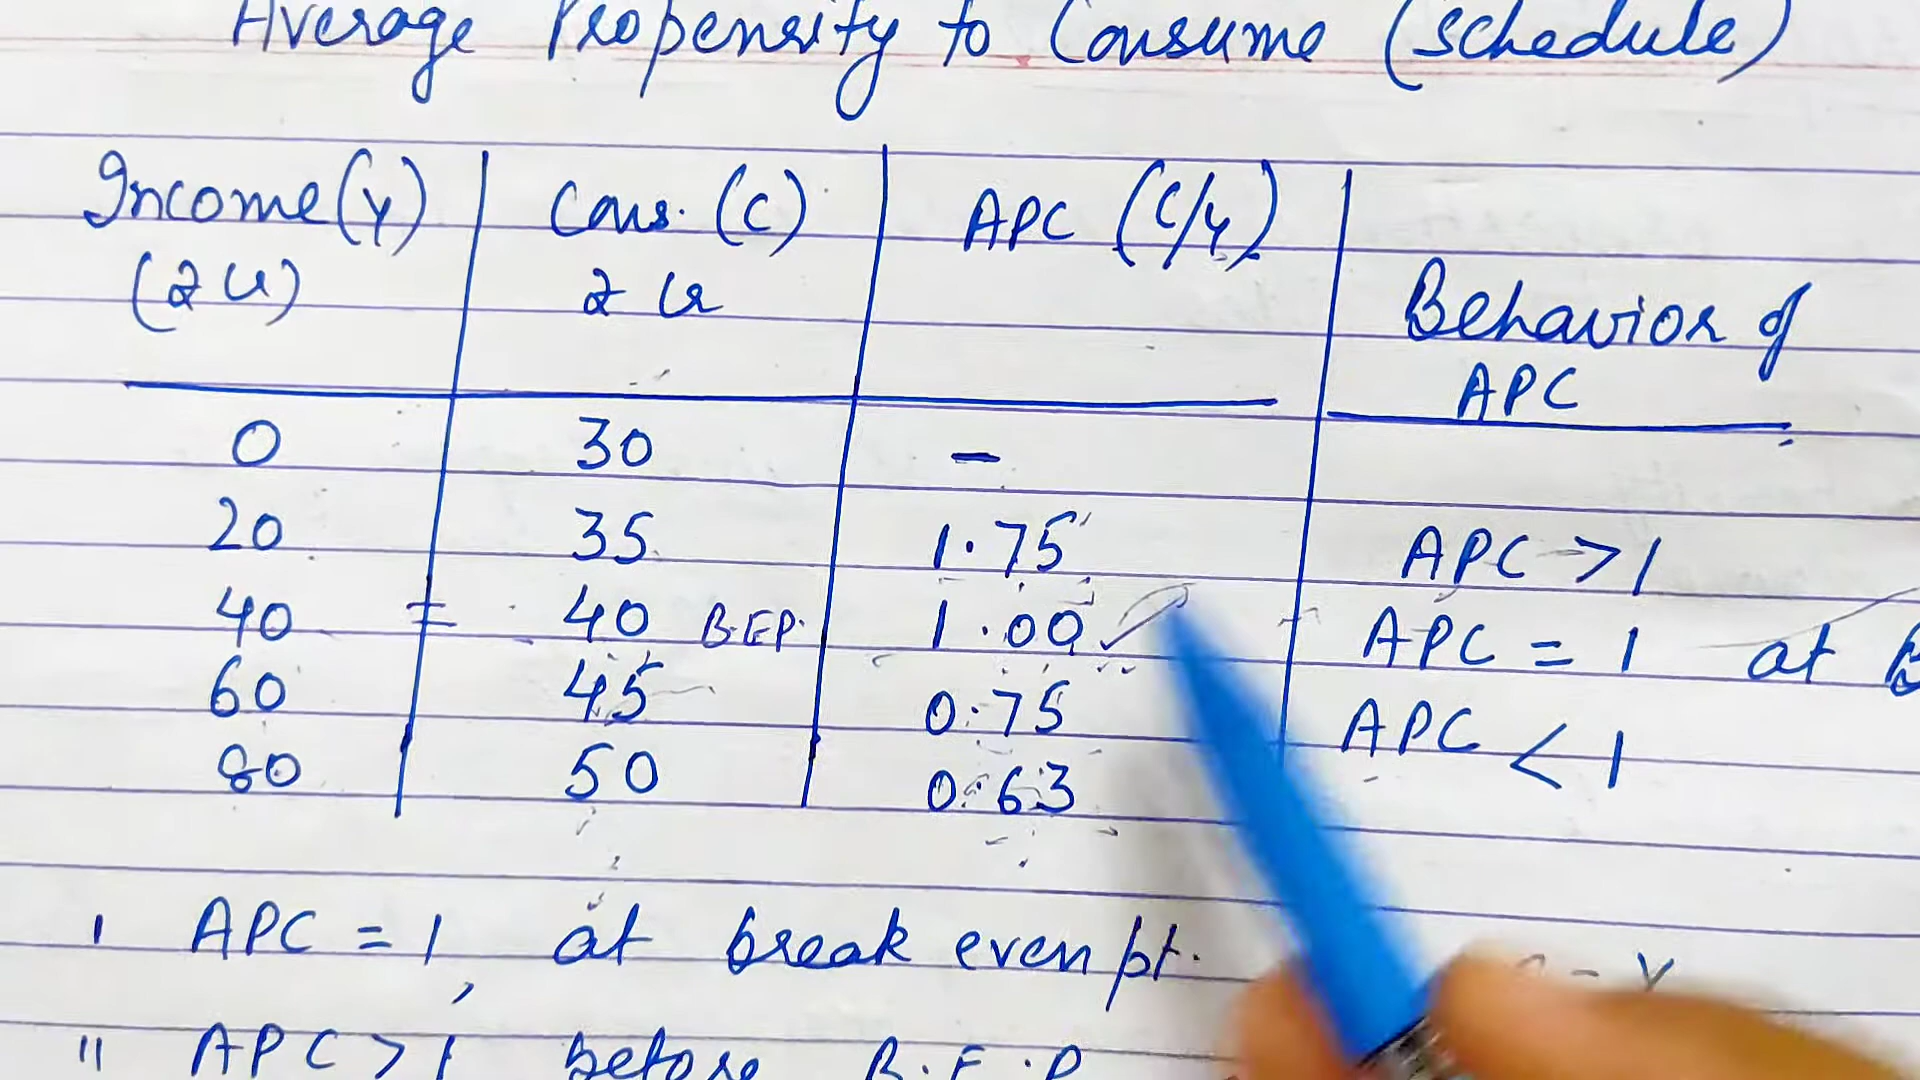 Average Propensity to Consume (schedule)
Income (Y) Cons. (C) APC (C/Y) Behavior of APC
(₹ Cr) ₹ Cr
0 30 -
20 35 1.75 APC > 1
40 = 40 B.E.P. 1.00 APC = 1 at B
60 45 0.75 APC < 1
80 50 0.63
I APC = 1, at break even pt.
II APC > 1 before B.E.P